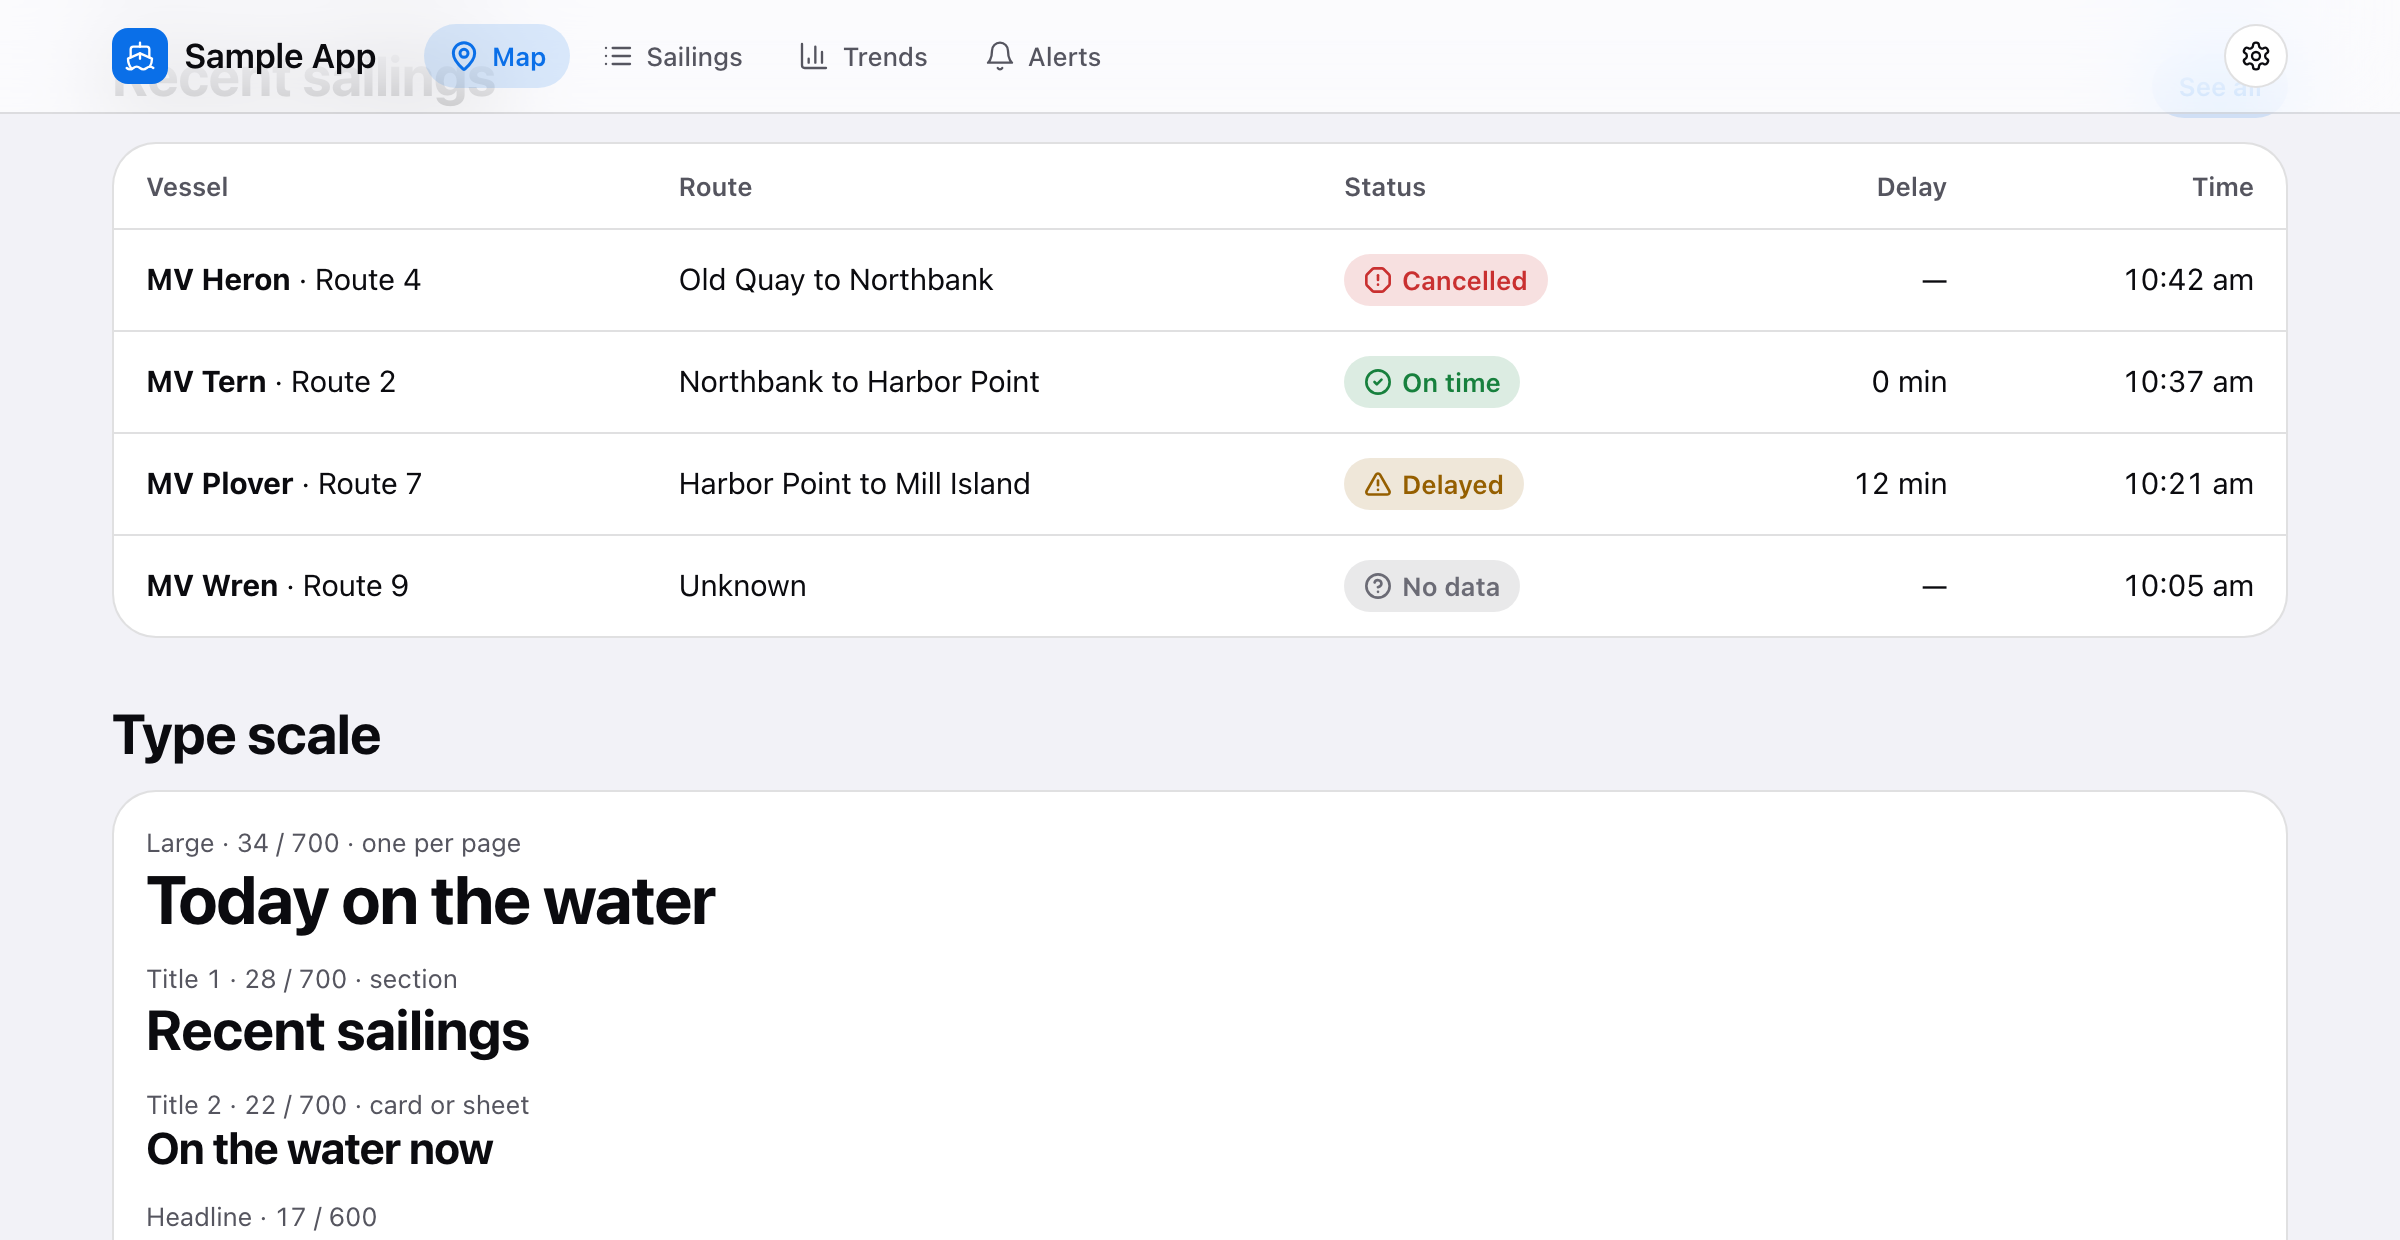 Sample App Map Sailings Trends Alerts
Recent sailings See all
Vessel Route Status Delay Time
MV Heron · Route 4 Old Quay to Northbank Cancelled — 10:42 am
MV Tern · Route 2 Northbank to Harbor Point On time 0 min 10:37 am
MV Plover · Route 7 Harbor Point to Mill Island Delayed 12 min 10:21 am
MV Wren · Route 9 Unknown No data — 10:05 am
Type scale
Large · 34 / 700 · one per page
Today on the water
Title 1 · 28 / 700 · section
Recent sailings
Title 2 · 22 / 700 · card or sheet
On the water now
Headline · 17 / 600